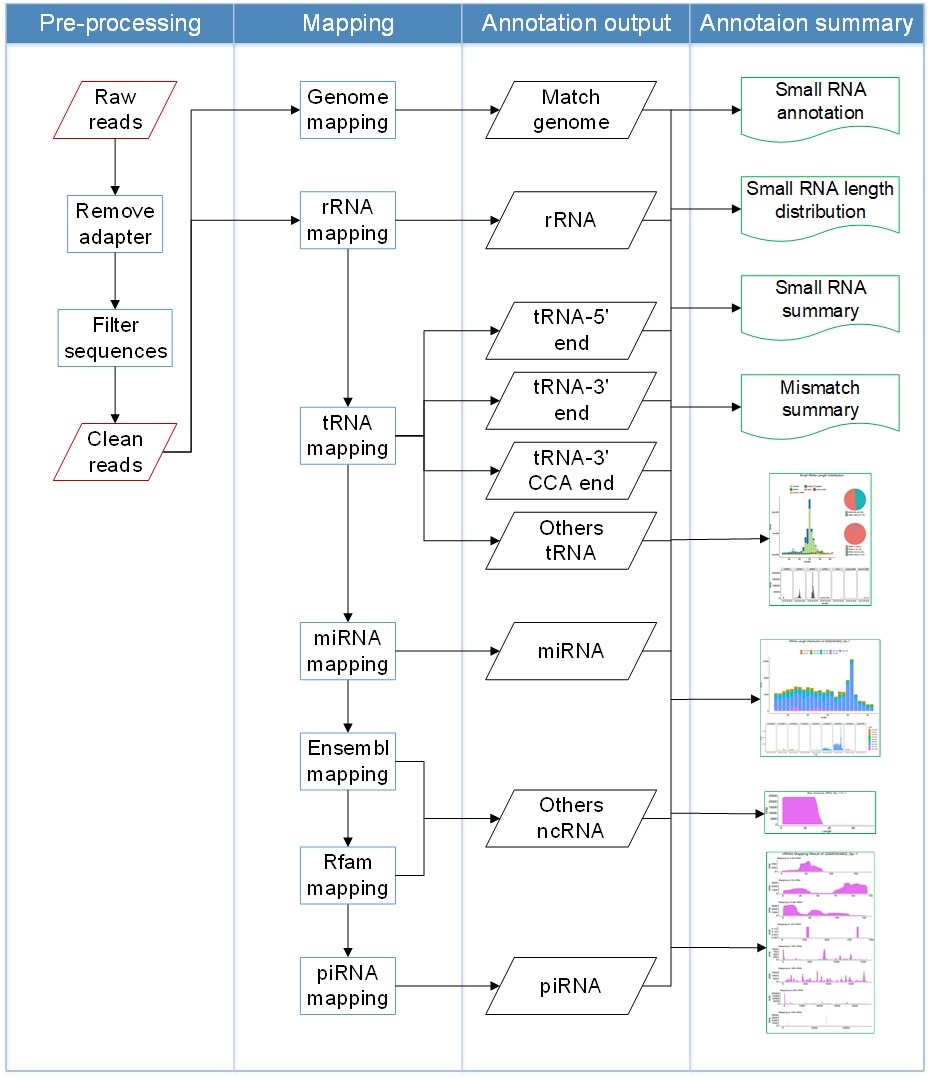 Pre-processing
Mapping
Annotation output
Annotaion summary
Raw
reads
Remove
adapter
Filter
sequences
Clean
reads
Genome
mapping
rRNA
mapping
tRNA
mapping
miRNA
mapping
Ensembl
mapping
Rfam
mapping
piRNA
mapping
Match
genome
rRNA
tRNA-5'
end
tRNA-3'
end
tRNA-3'
CCA end
Others
tRNA
miRNA
Others
ncRNA
piRNA
Small RNA
annotation
Small RNA length
distribution
Small RNA
summary
Mismatch
summary